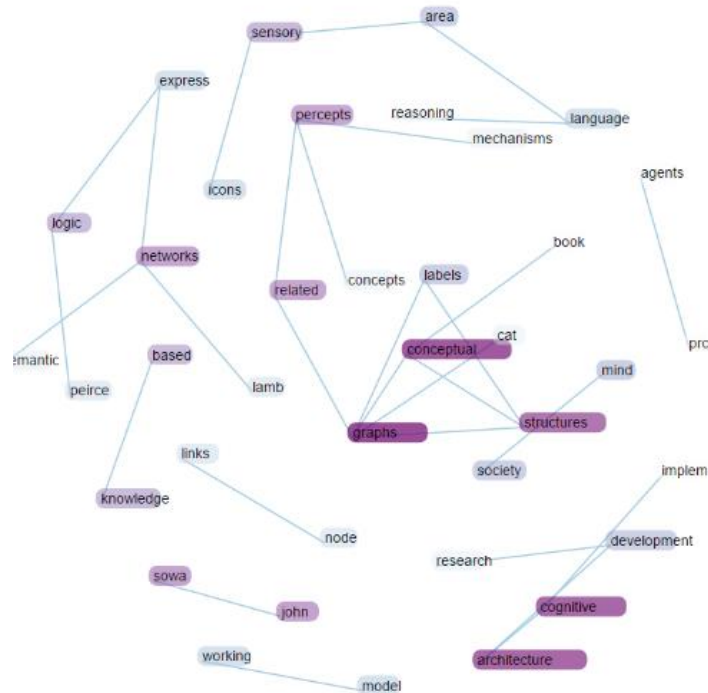 area
sensory
express
reasoning
percepts
language
mechanisms
agents
icons
logic
book
networks
labels
concepts
related
cat
pro
conceptual
based
emantic
mind
peirce
lamb
structures
graphs
links
society
implem
knowledge
node
development
research
sowa
cognitive
john
working
architecture
model